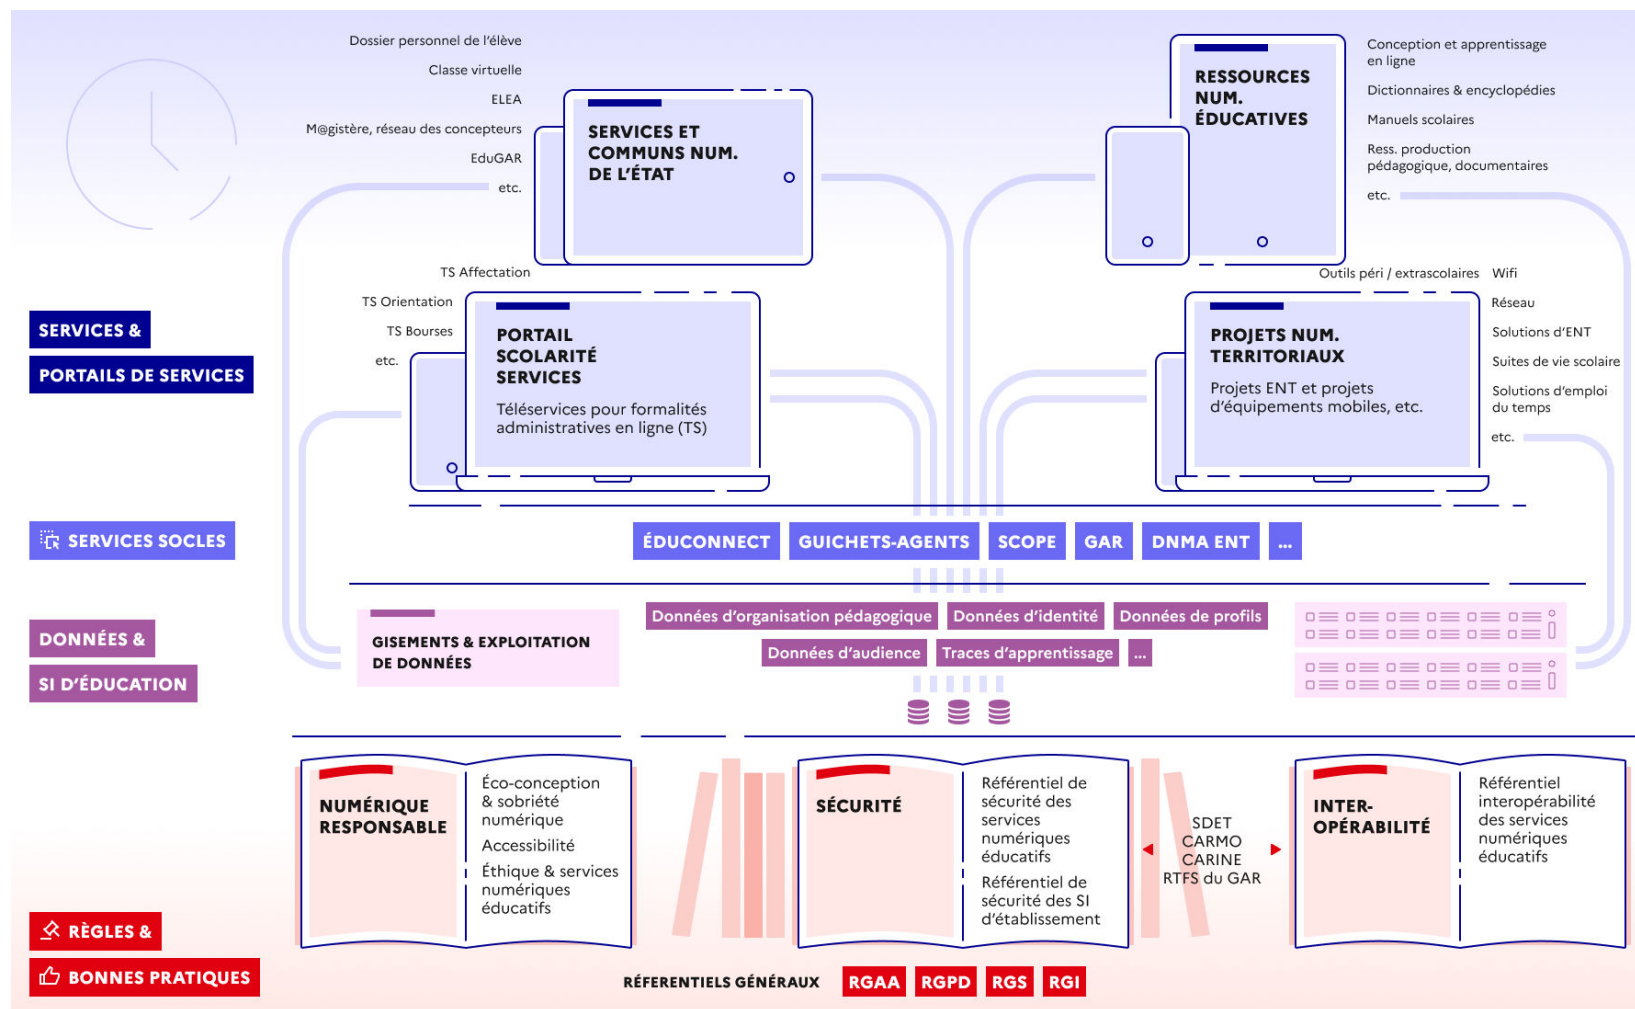 Dossier personnel de l'élève
Classe virtuelle
ELEA
M@gistère, réseau des concepteurs
EduGAR
etc.
SERVICES ET
COMMUNS NUM.
DE L'ÉTAT
RESSOURCES
NUM.
ÉDUCATIVES
Conception et apprentissage
en ligne
Dictionnaires & encyclopédies
Manuels scolaires
Ress. production
pédagogique, documentaires
etc.
SERVICES &
PORTAILS DE SERVICES
TS Affectation
TS Orientation
TS Bourses
etc.
PORTAIL
SCOLARITÉ
SERVICES
Téléservices pour formalités
administratives en ligne (TS)
Outils péri / extrascolaires
PROJETS NUM.
TERRITORIAUX
Projets ENT et projets
d'équipements mobiles, etc.
Wifi
Réseau
Solutions d'ENT
Suites de vie scolaire
Solutions d'emploi
du temps
etc.
SERVICES SOCLES
ÉDUCONNECT GUICHETS-AGENTS SCOPE GAR DNMA ENT ...
DONNÉES &
SI D'ÉDUCATION
GISEMENTS & EXPLOITATION
DE DONNÉES
Données d'organisation pédagogique Données d'identité Données de profils
Données d'audience Traces d'apprentissage ...
NUMÉRIQUE
RESPONSABLE
Éco-conception
& sobriété
numérique
Accessibilité
Éthique & services
numériques
éducatifs
SÉCURITÉ
Référentiel de
sécurité des
services
numériques
éducatifs
Référentiel de
sécurité des SI
d'établissement
SDET
CARMO
CARINE
RTFS du GAR
INTER-
OPÉRABILITÉ
Référentiel
interopérabilité
des services
numériques
éducatifs
RÈGLES &
BONNES PRATIQUES
RÉFERENTIELS GÉNÉRAUX RGAA RGPD RGS RGI